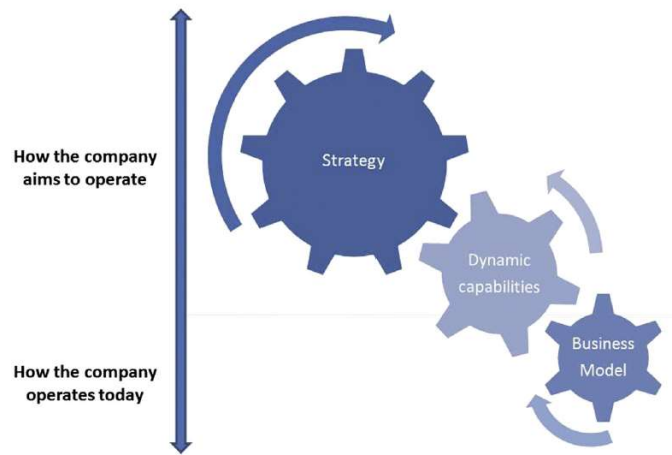 Strategy
How the company
aims to operate
Dynamic
capabilities
Business
Model
How the company
operates today